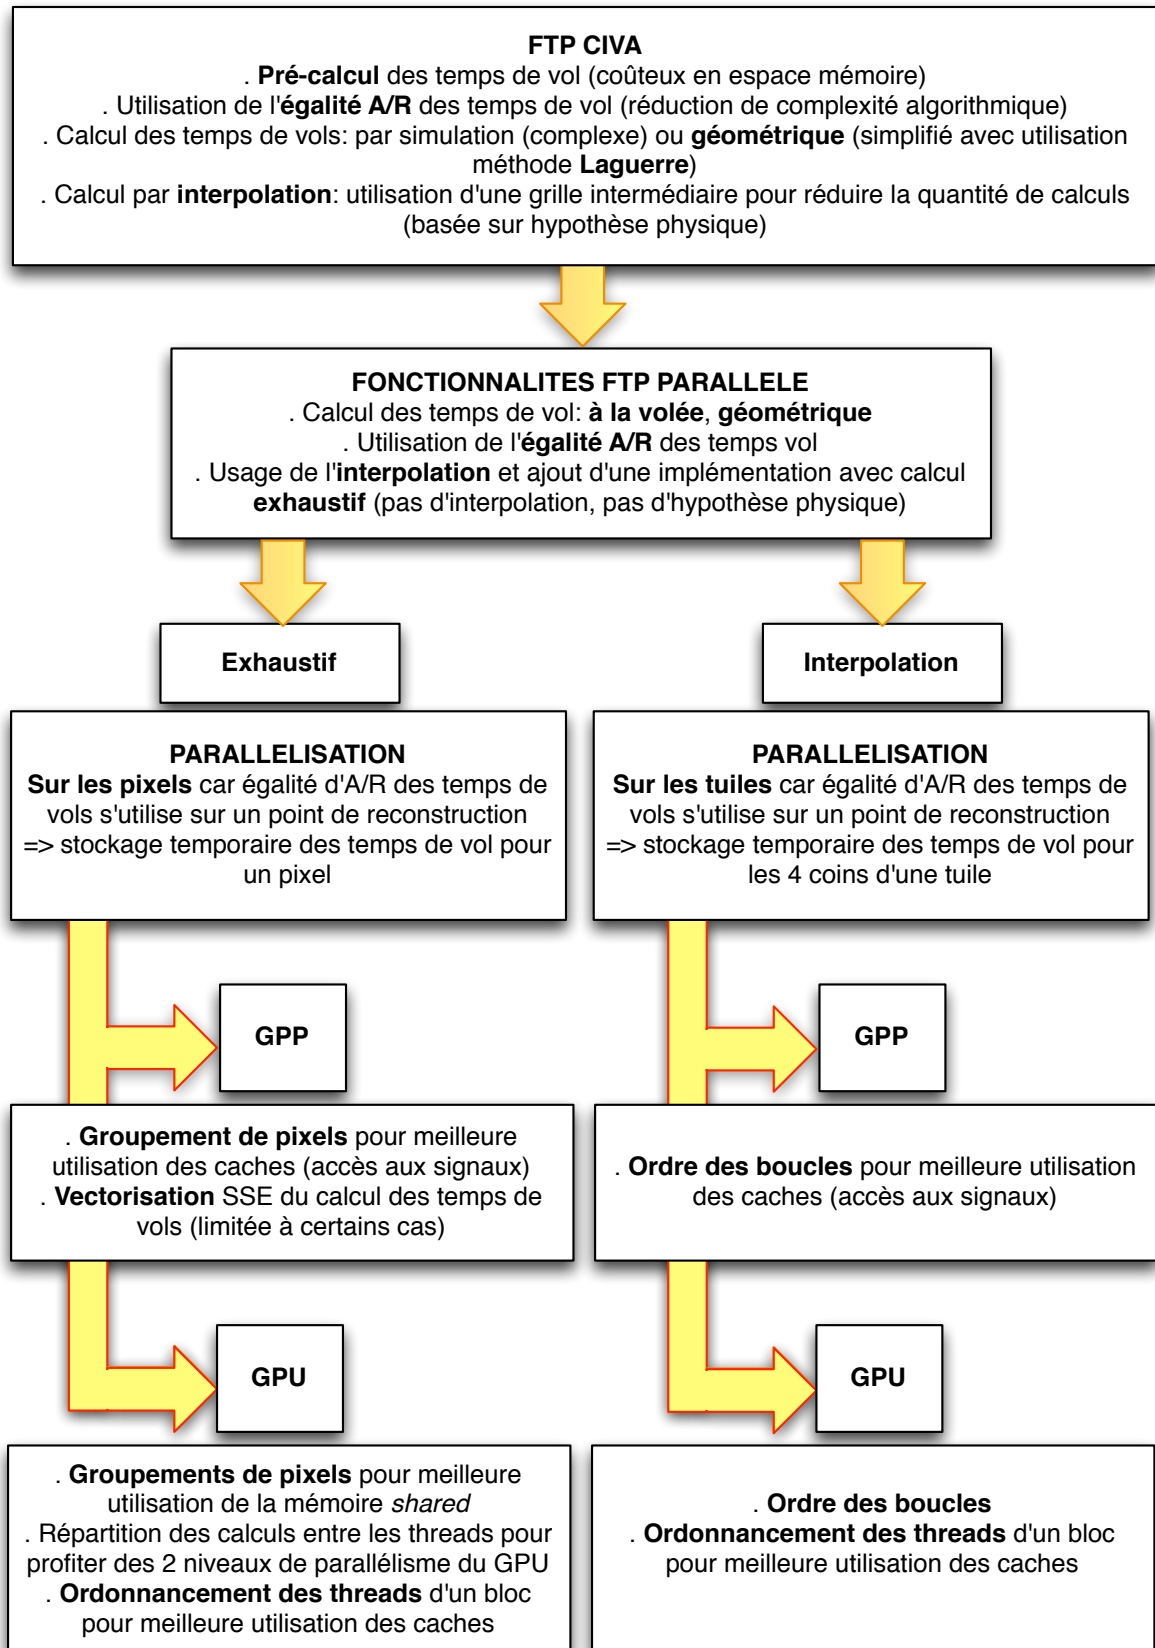 FTP CIVA
. Pré-calcul des temps de vol (coûteux en espace mémoire)
. Utilisation de l'égalité A/R des temps de vol (réduction de complexité algorithmique)
. Calcul des temps de vols: par simulation (complexe) ou géométrique (simplifié avec utilisation
méthode Laguerre)
. Calcul par interpolation: utilisation d'une grille intermédiaire pour réduire la quantité de calculs
(basée sur hypothèse physique)
FONCTIONNALITES FTP PARALLELE
. Calcul des temps de vol: à la volée, géométrique
. Utilisation de l'égalité A/R des temps vol
. Usage de l'interpolation et ajout d'une implémentation avec calcul
exhaustif (pas d'interpolation, pas d'hypothèse physique)
Exhaustif
PARALLELISATION
Sur les pixels car égalité d'A/R des temps de
vols s'utilise sur un point de reconstruction
=> stockage temporaire des temps de vol pour
un pixel
GPP
. Groupement de pixels pour meilleure
utilisation des caches (accès aux signaux)
. Vectorisation SSE du calcul des temps de
vols (limitée à certains cas)
GPU
. Groupements de pixels pour meilleure
utilisation de la mémoire shared
. Répartition des calculs entre les threads pour
profiter des 2 niveaux de parallélisme du GPU
. Ordonnancement des threads d'un bloc
pour meilleure utilisation des caches
Interpolation
PARALLELISATION
Sur les tuiles car égalité d'A/R des temps de
vols s'utilise sur un point de reconstruction
=> stockage temporaire des temps de vol pour
les 4 coins d'une tuile
GPP
. Ordre des boucles pour meilleure utilisation
des caches (accès aux signaux)
GPU
. Ordre des boucles
. Ordonnancement des threads d'un bloc
pour meilleure utilisation des caches